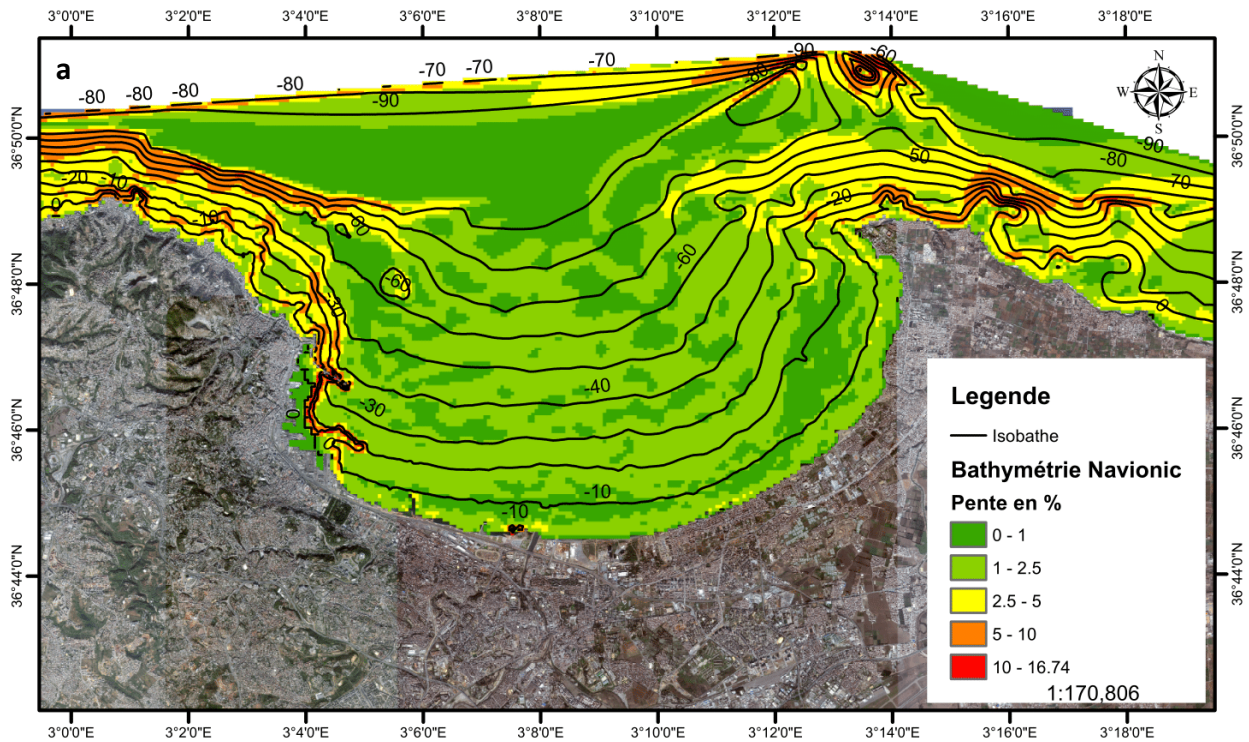 3°0'0"E 3°2'0"E 3°4'0"E 3°6'0"E 3°8'0"E 3°10'0"E 3°12'0"E 3°14'0"E 3°16'0"E 3°18'0"E
a
N
W E
S
-80 -80 -80 -80 -70 -70 -70 -90 -60
-90 -80
36°50'0"N 36°50'0"N
-90
-80
50
70
-20 -10
0 -10
20
-80
-60
-60
36°48'0"N 36°48'0"N
0
-30
-40
-30
0
0
36°46'0"N 36°46'0"N
-10
-10
36°44'0"N 36°44'0"N
Legende
Isobathe
Bathymétrie Navionic
Pente en %
0 - 1
1 - 2.5
2.5 - 5
5 - 10
10 - 16.74
1:170,806
3°0'0"E 3°2'0"E 3°4'0"E 3°6'0"E 3°8'0"E 3°10'0"E 3°12'0"E 3°14'0"E 3°16'0"E 3°18'0"E